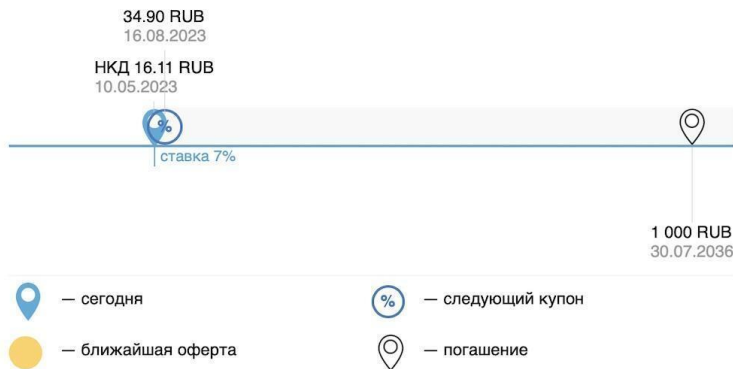 34.90 RUB
16.08.2023
НКД 16.11 RUB
10.05.2023
%
ставка 7%
1 000 RUB
30.07.2036
— сегодня
% — следующий купон
— ближайшая оферта
— погашение